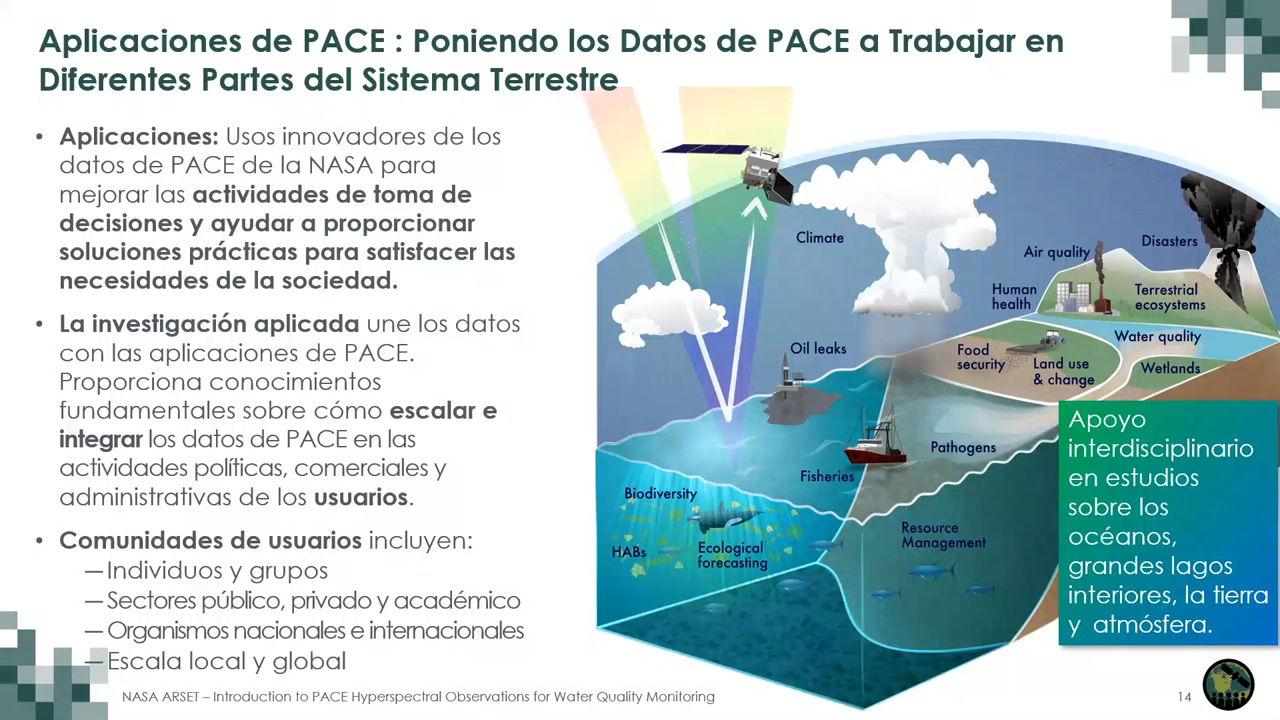 Aplicaciones de PACE : Poniendo los Datos de PACE a Trabajar en
Diferentes Partes del Sistema Terrestre
• Aplicaciones: Usos innovadores de los
datos de PACE de la NASA para
mejorar las actividades de toma de
decisiones y ayudar a proporcionar
soluciones prácticas para satisfacer las
necesidades de la sociedad.
• La investigación aplicada une los datos
con las aplicaciones de PACE.
Proporciona conocimientos
fundamentales sobre cómo escalar e
integrar los datos de PACE en las
actividades políticas, comerciales y
administrativas de los usuarios.
• Comunidades de usuarios incluyen:
— Individuos y grupos
— Sectores público, privado y académico
— Organismos nacionales e internacionales
— Escala local y global
Climate
Disasters
Air quality
Human
health
Terrestrial
ecosystems
Water quality
Oil leaks
Food
security
Land use
& change
Wetlands
Pathogens
Fisheries
Biodiversity
HABs
Ecological
forecasting
Resource
Management
Apoyo
interdisciplinario
en estudios
sobre los
océanos,
grandes lagos
interiores, la tierra
y atmósfera.
NASA ARSET – Introduction to PACE Hyperspectral Observations for Water Quality Monitoring
14